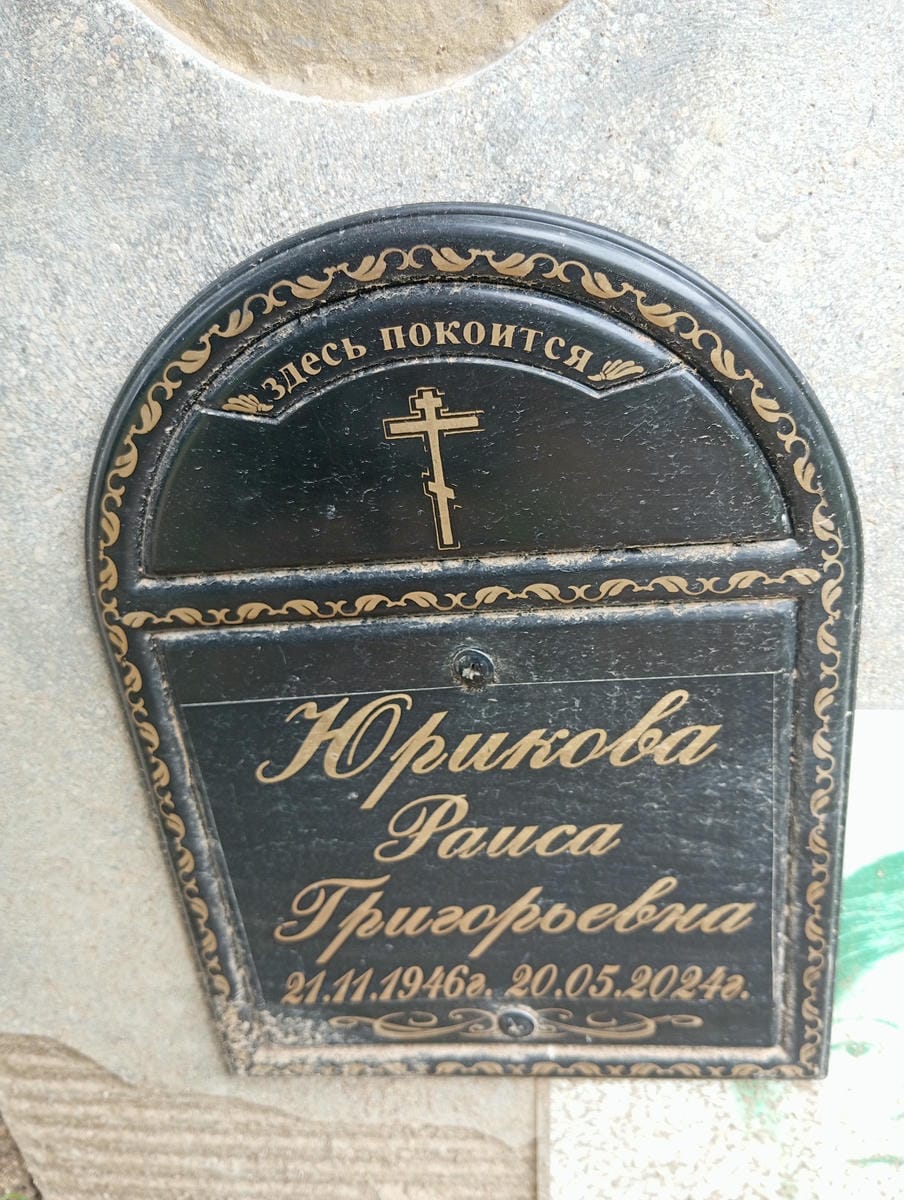 здесь покоится
Юрикова
Раиса
Григорьевна
21.11.1946г. 20.05.2024г.